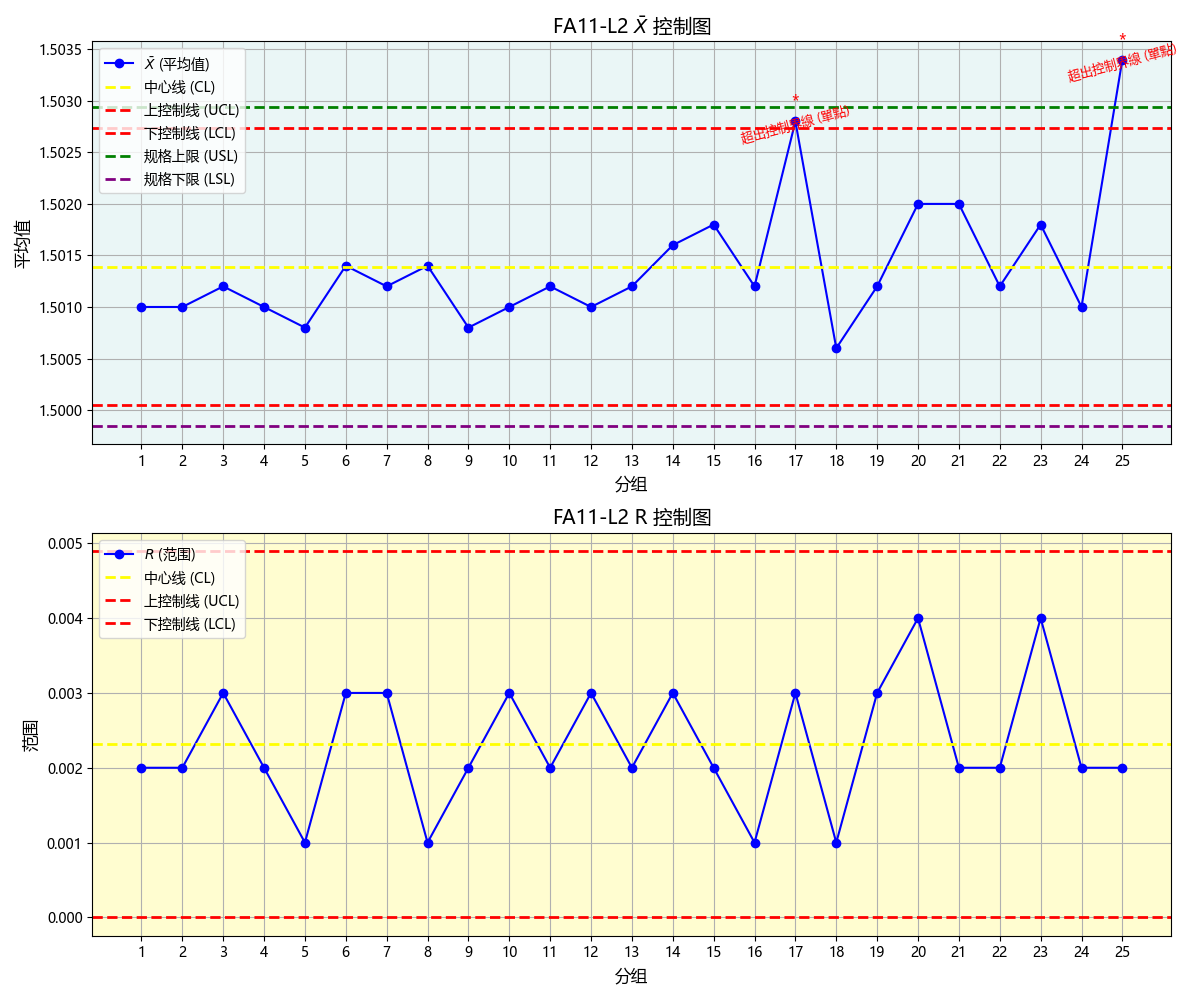 FA11-L2 X̄ 控制图
1.5035
1.5030
1.5025
1.5020
1.5015
1.5010
1.5005
1.5000
平均值
X̄ (平均值)
中心线 (CL)
上控制线 (UCL)
下控制线 (LCL)
规格上限 (USL)
规格下限 (LSL)
*
超出控制界線 (單點)
*
超出控制界線 (單點)
1 2 3 4 5 6 7 8 9 10 11 12 13 14 15 16 17 18 19 20 21 22 23 24 25
分组
FA11-L2 R 控制图
0.005
0.004
0.003
0.002
0.001
0.000
范围
R (范围)
中心线 (CL)
上控制线 (UCL)
下控制线 (LCL)
1 2 3 4 5 6 7 8 9 10 11 12 13 14 15 16 17 18 19 20 21 22 23 24 25
分组